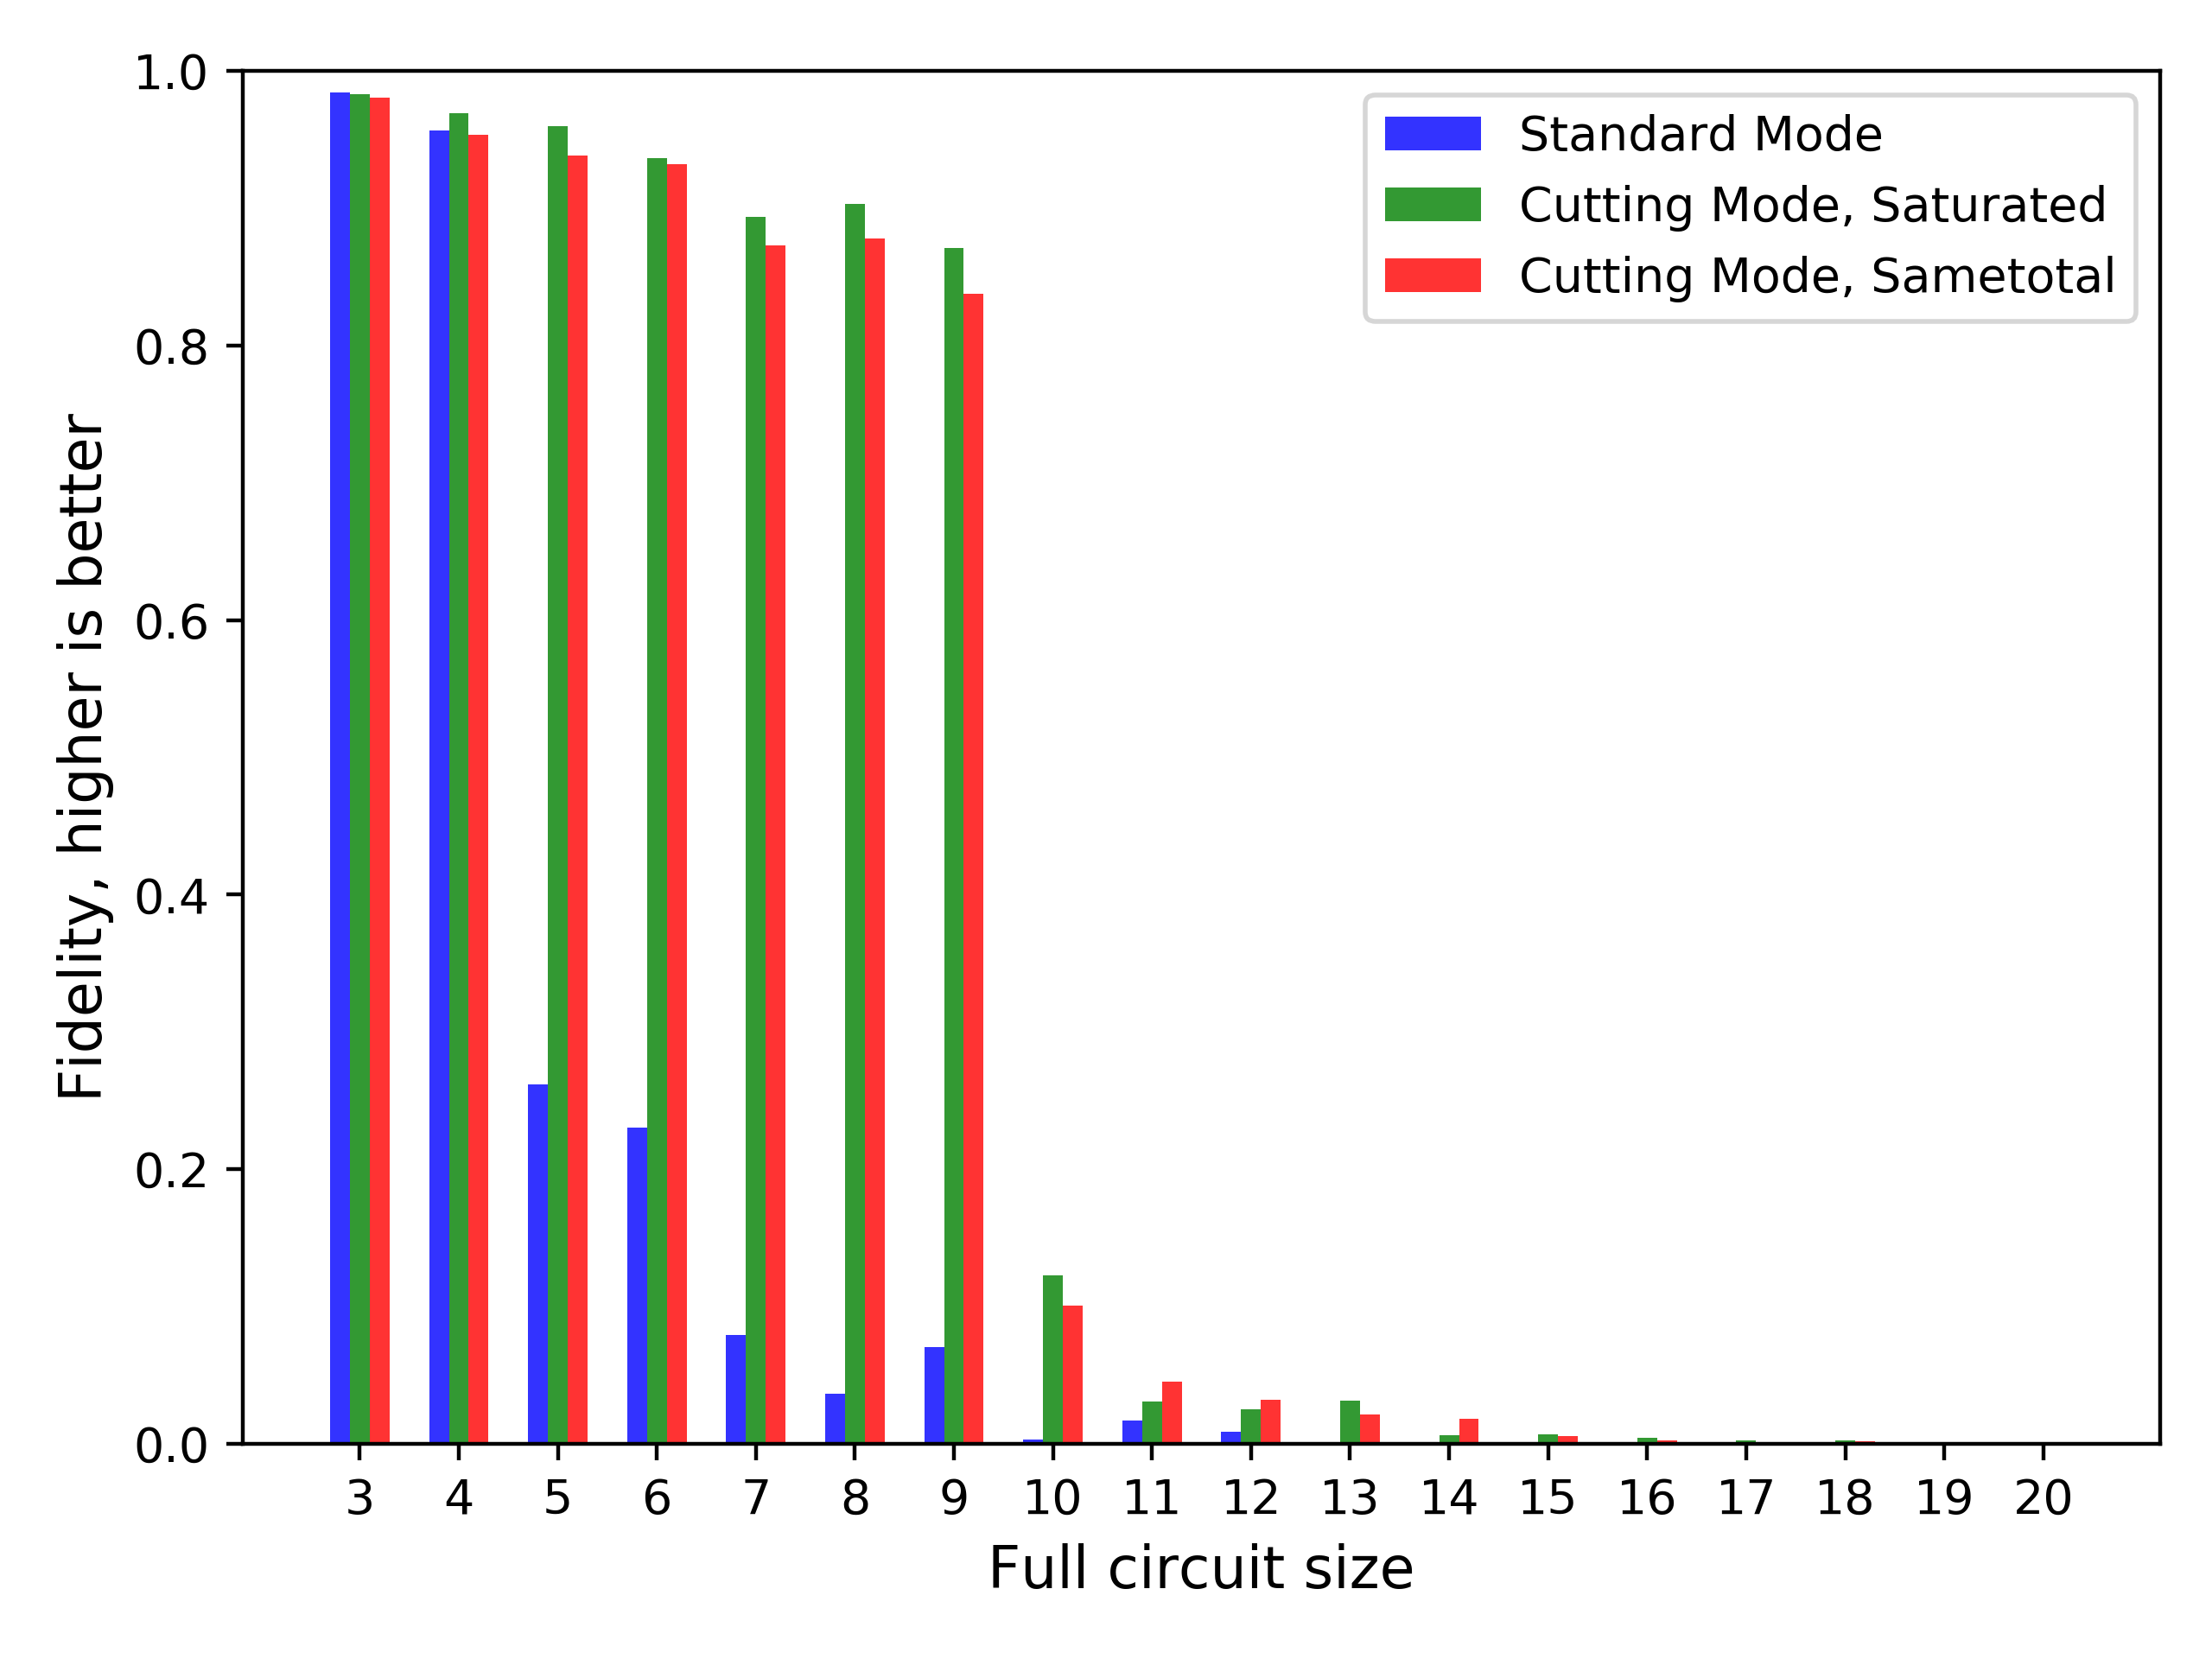 1.0
0.8
0.6
0.4
0.2
0.0
Fidelity, higher is better
Standard Mode
Cutting Mode, Saturated
Cutting Mode, Sametotal
3 4 5 6 7 8 9 10 11 12 13 14 15 16 17 18 19 20
Full circuit size